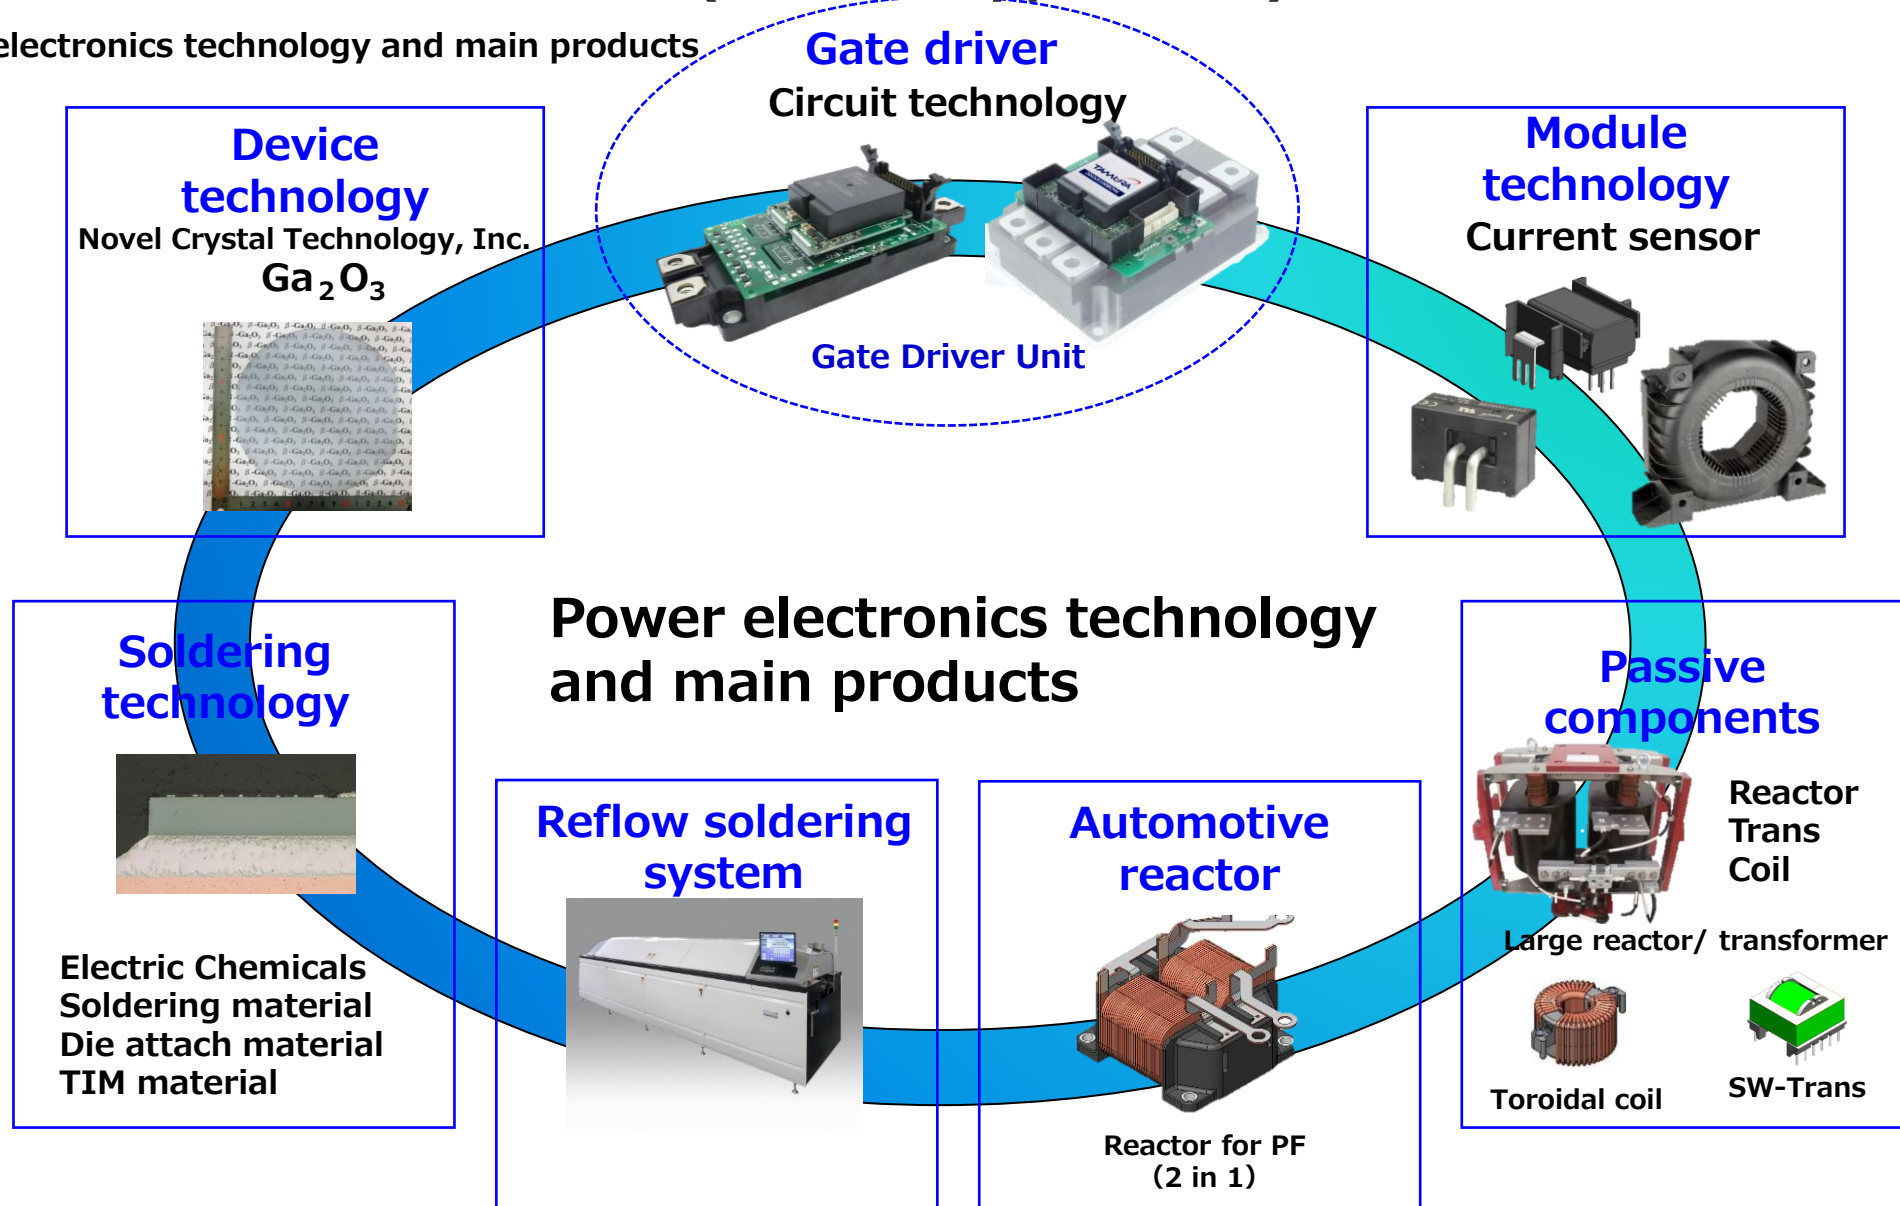 electronics technology and main products
Gate driver
Circuit technology
TAMURA
Gate Driver Unit
Device
technology
Novel Crystal Technology, Inc.
Ga₂O₃
Module
technology
Current sensor
Power electronics technology
and main products
Soldering
technology
Electric Chemicals
Soldering material
Die attach material
TIM material
Reflow soldering
system
Automotive
reactor
Reactor for PF
（2 in 1）
Passive
components
Reactor
Trans
Coil
Large reactor/ transformer
Toroidal coil
SW-Trans